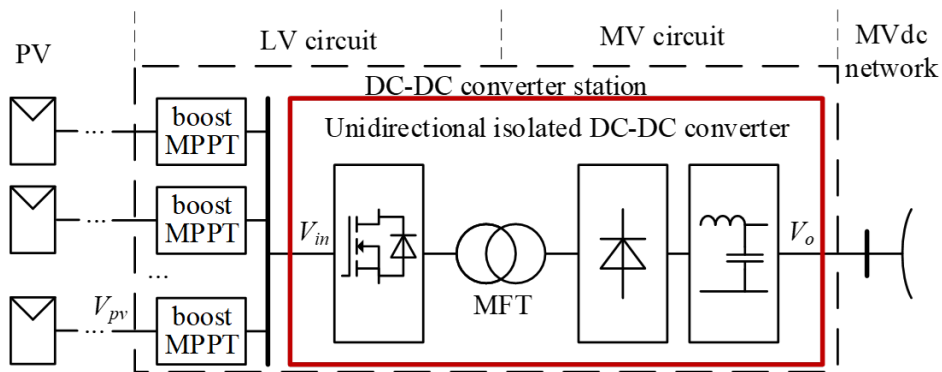 PV
LV circuit
MV circuit
MVdc
network
DC-DC converter station
Unidirectional isolated DC-DC converter
...
boost
MPPT
...
boost
MPPT
...
V_in
V_o
MFT
...
V_pv
boost
MPPT